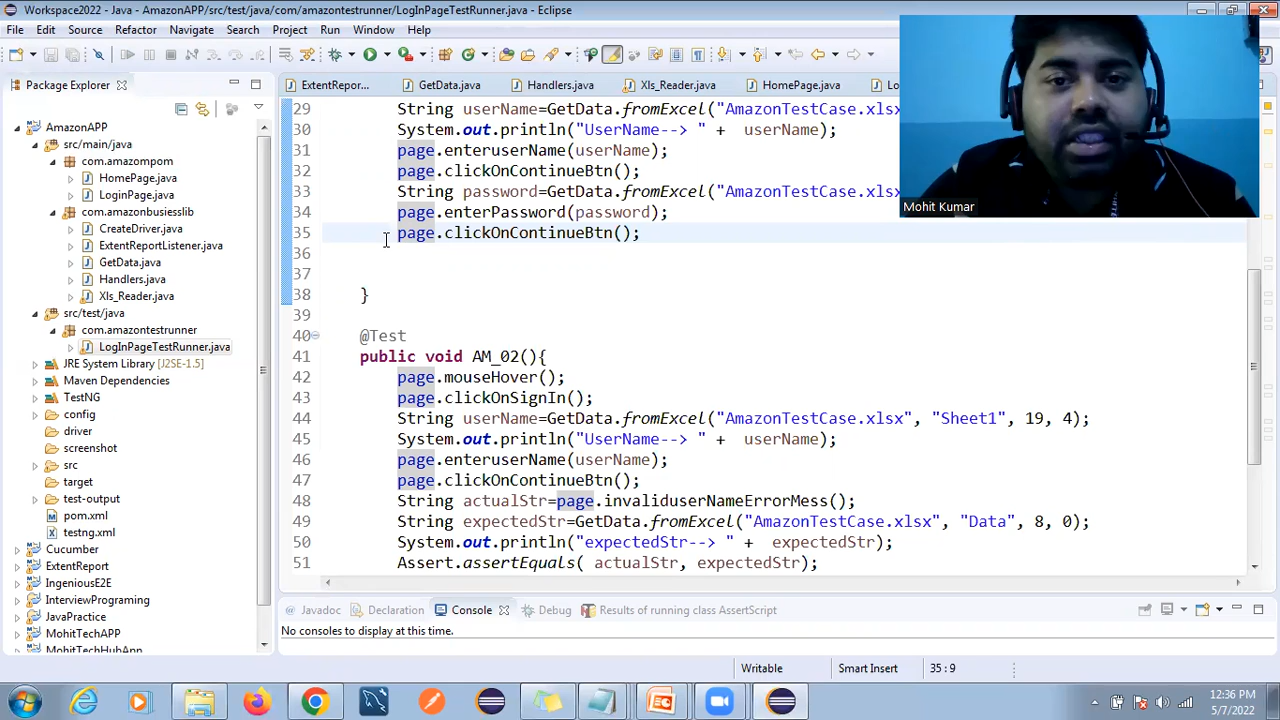 Workspace2022 - Java - AmazonAPP/src/test/java/com/amazontestrunner/LogInPageTestRunner.java - Eclipse
File Edit Source Refactor Navigate Search Project Run Window Help
Package Explorer
ExtentRepor... GetData.java Handlers.java Xls_Reader.java HomePage.java Lo
AmazonAPP
src/main/java
com.amazompom
HomePage.java
LoginPage.java
com.amazonbusiesslib
CreateDriver.java
ExtentReportListener.java
GetData.java
Handlers.java
Xls_Reader.java
src/test/java
com.amazontestrunner
LogInPageTestRunner.java
JRE System Library [J2SE-1.5]
Maven Dependencies
TestNG
config
driver
screenshot
src
target
test-output
pom.xml
testng.xml
Cucumber
ExtentReport
IngeniousE2E
InterviewPrograming
JavaPractice
MohitTechAPP
MohitTechHubApp
29 String userName=GetData.fromExcel("AmazonTestCase.xlsx
30 System.out.println("UserName--> " + userName);
31 page.enteruserName(userName);
32 page.clickOnContinueBtn();
33 String password=GetData.fromExcel("AmazonTestCase.xlsx
34 page.enterPassword(password);
35 page.clickOnContinueBtn();
36
37
38 }
39
40 @Test
41 public void AM_02(){
42 page.mouseHover();
43 page.clickOnSignIn();
44 String userName=GetData.fromExcel("AmazonTestCase.xlsx", "Sheet1", 19, 4);
45 System.out.println("UserName--> " + userName);
46 page.enteruserName(userName);
47 page.clickOnContinueBtn();
48 String actualStr=page.invaliduserNameErrorMess();
49 String expectedStr=GetData.fromExcel("AmazonTestCase.xlsx", "Data", 8, 0);
50 System.out.println("expectedStr--> " + expectedStr);
51 Assert.assertEquals( actualStr, expectedStr);
Mohit Kumar
Javadoc Declaration Console Debug Results of running class AssertScript
No consoles to display at this time.
Writable Smart Insert 35 : 9
12:36 PM
5/7/2022